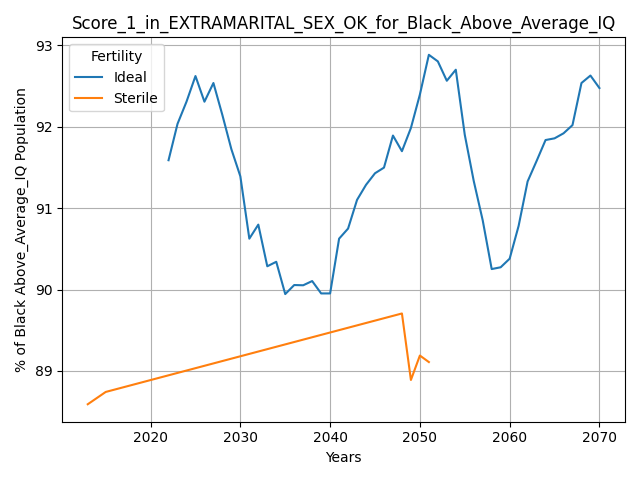 Score_1_in_EXTRAMARITAL_SEX_OK_for_Black_Above_Average_IQ
Fertility
Ideal
Sterile
% of Black Above_Average_IQ Population
93
92
91
90
89
2020 2030 2040 2050 2060 2070
Years